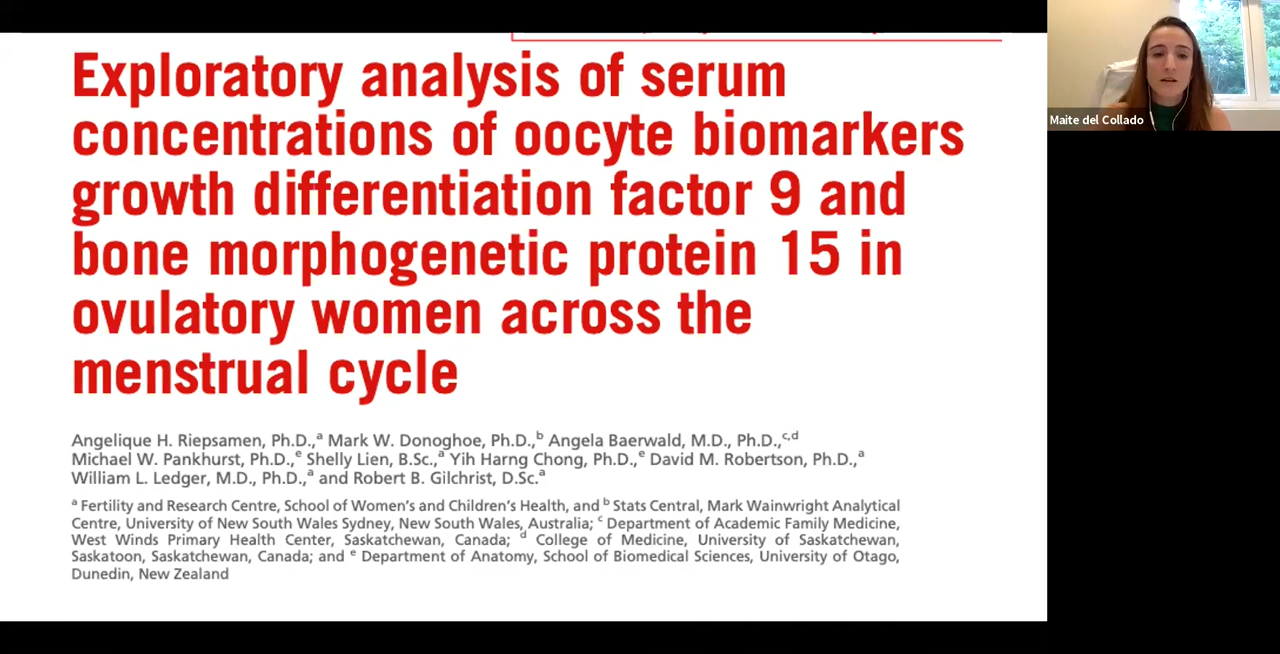 Exploratory analysis of serum
concentrations of oocyte biomarkers
growth differentiation factor 9 and
bone morphogenetic protein 15 in
ovulatory women across the
menstrual cycle
Angelique H. Riepsamen, Ph.D.,ᵃ Mark W. Donoghoe, Ph.D.,ᵇ Angela Baerwald, M.D., Ph.D.,ᶜ,ᵈ
Michael W. Pankhurst, Ph.D.,ᵉ Shelly Lien, B.Sc.,ᵃ Yih Harng Chong, Ph.D.,ᵉ David M. Robertson, Ph.D.,ᵃ
William L. Ledger, M.D., Ph.D.,ᵃ and Robert B. Gilchrist, D.Sc.ᵃ
ᵃ Fertility and Research Centre, School of Women's and Children's Health, and ᵇ Stats Central, Mark Wainwright Analytical
Centre, University of New South Wales Sydney, New South Wales, Australia; ᶜ Department of Academic Family Medicine,
West Winds Primary Health Center, Saskatchewan, Canada; ᵈ College of Medicine, University of Saskatchewan,
Saskatoon, Saskatchewan, Canada; and ᵉ Department of Anatomy, School of Biomedical Sciences, University of Otago,
Dunedin, New Zealand
Maite del Collado